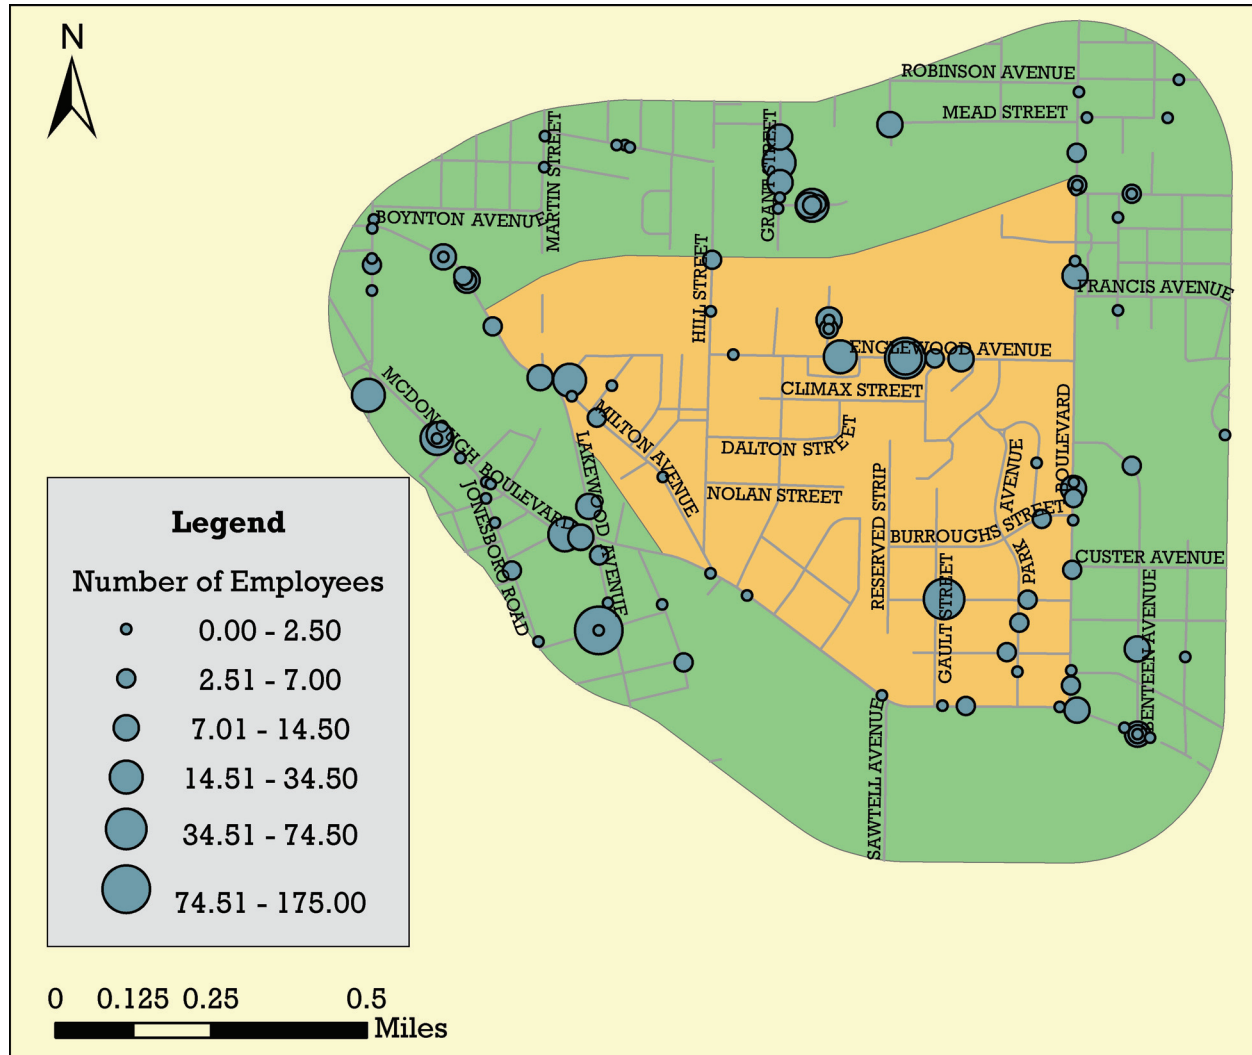 N
ROBINSON AVENUE
MEAD STREET
MARTIN STREET
GRANT STREET
BOYNTON AVENUE
HILL STREET
FRANCIS AVENUE
ENGLEWOOD AVENUE
CLIMAX STREET
MCDONOUGH BOULEVARD
MILTON AVENUE
DALTON STREET
LAKEWOOD AVENUE
NOLAN STREET
RESERVED STRIP
BOULEVARD
PARK AVENUE
BURROUGHS STREET
JONESBORO ROAD
CUSTER AVENUE
GAULT STREET
BENTEEN AVENUE
SAWTELL AVENUE
Legend
Number of Employees
0.00 - 2.50
2.51 - 7.00
7.01 - 14.50
14.51 - 34.50
34.51 - 74.50
74.51 - 175.00
0 0.125 0.25 0.5
Miles